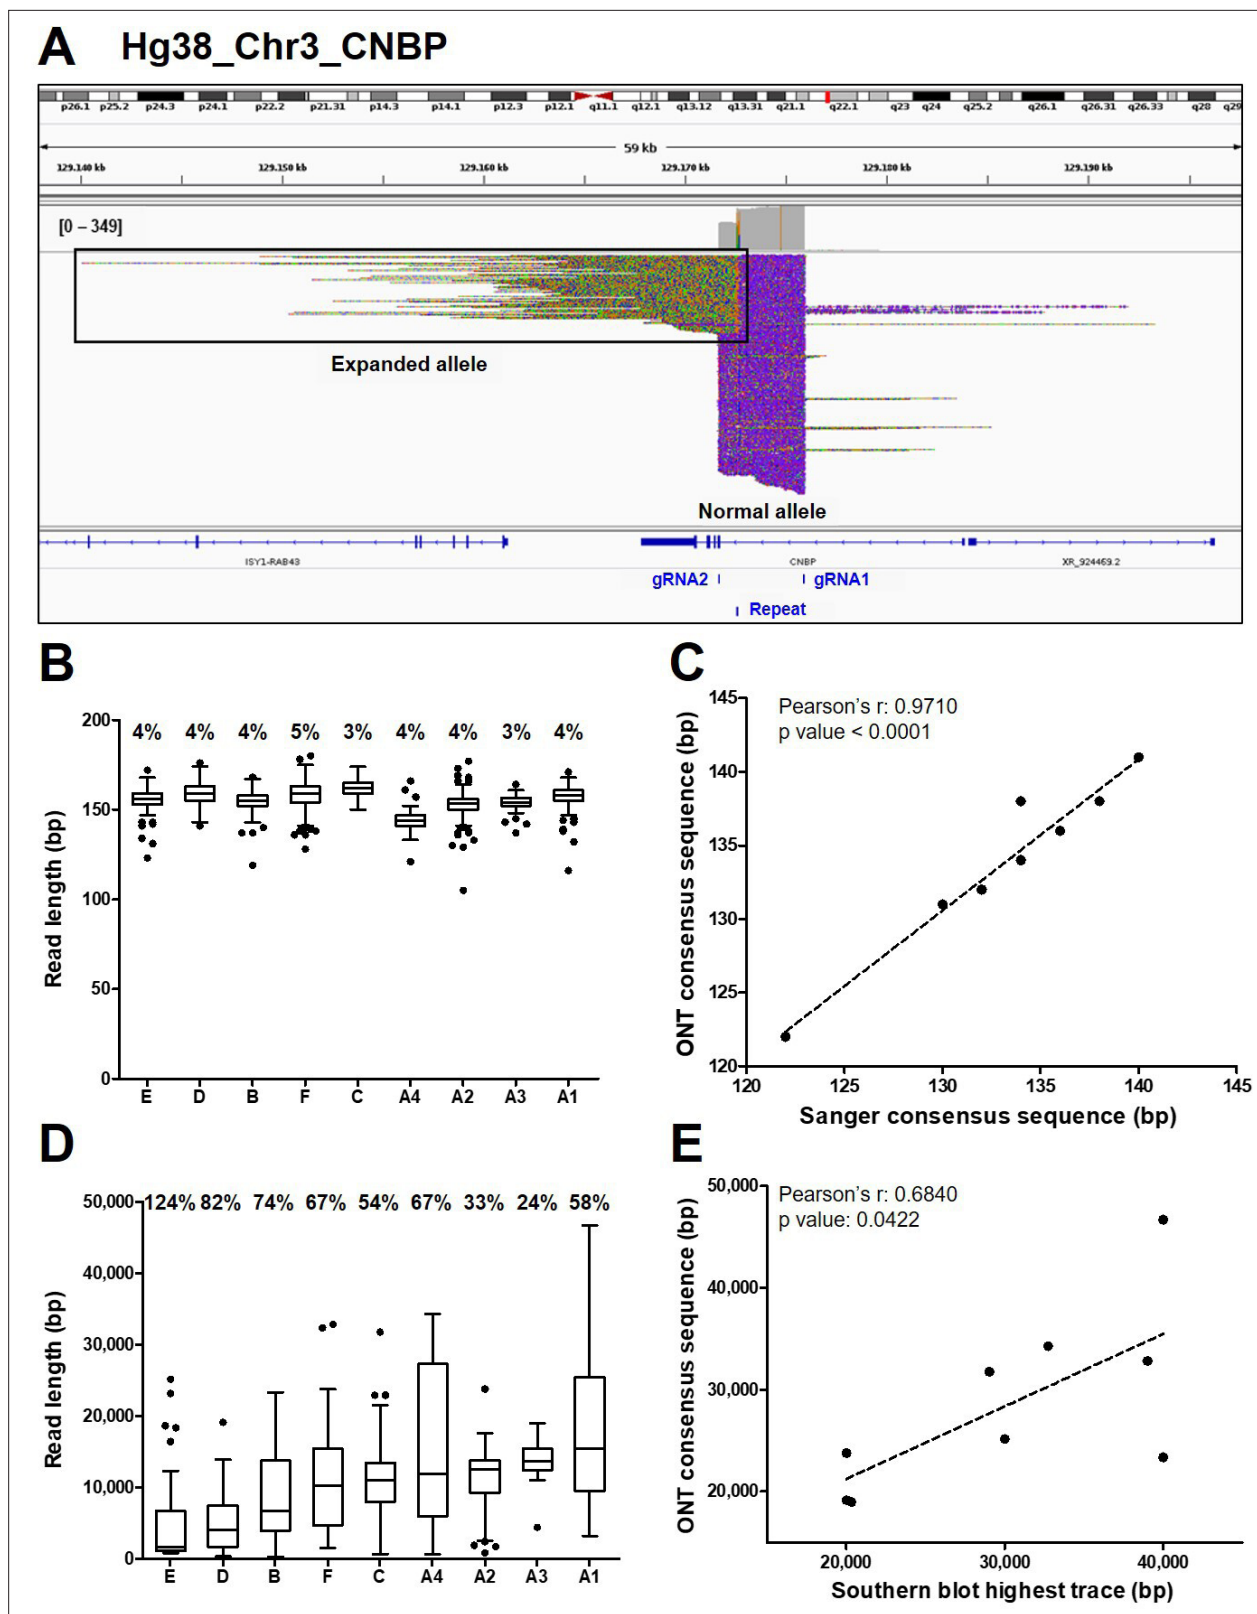 A Hg38_Chr3_CNBP
p26.1 p25.2 p24.3 p24.1 p22.2 p21.31 p14.3 p14.1 p12.3 p12.1 q11.1 q12.1 q13.12 q13.31 q21.1 q22.1 q23 q24 q25.2 q26.1 q26.31 q26.33 q28 q29
59 kb
129.140 kb 129.150 kb 129.160 kb 129.170 kb 129.180 kb 129.190 kb
[0 – 349]
Expanded allele
Normal allele
ISY1-RAB43 CNBP XR_924469.2
gRNA2 gRNA1
Repeat
B
Read length (bp)
200
150
100
50
0
4% 4% 4% 5% 3% 4% 4% 3% 4%
E D B F C A4 A2 A3 A1
C
Pearson's r: 0.9710
p value < 0.0001
ONT consensus sequence (bp)
145
140
135
130
125
120
120 125 130 135 140 145
Sanger consensus sequence (bp)
D
Read length (bp)
50,000
40,000
30,000
20,000
10,000
0
124% 82% 74% 67% 54% 67% 33% 24% 58%
E D B F C A4 A2 A3 A1
E
Pearson's r: 0.6840
p value: 0.0422
ONT consensus sequence (bp)
50,000
40,000
30,000
20,000
20,000 30,000 40,000
Southern blot highest trace (bp)